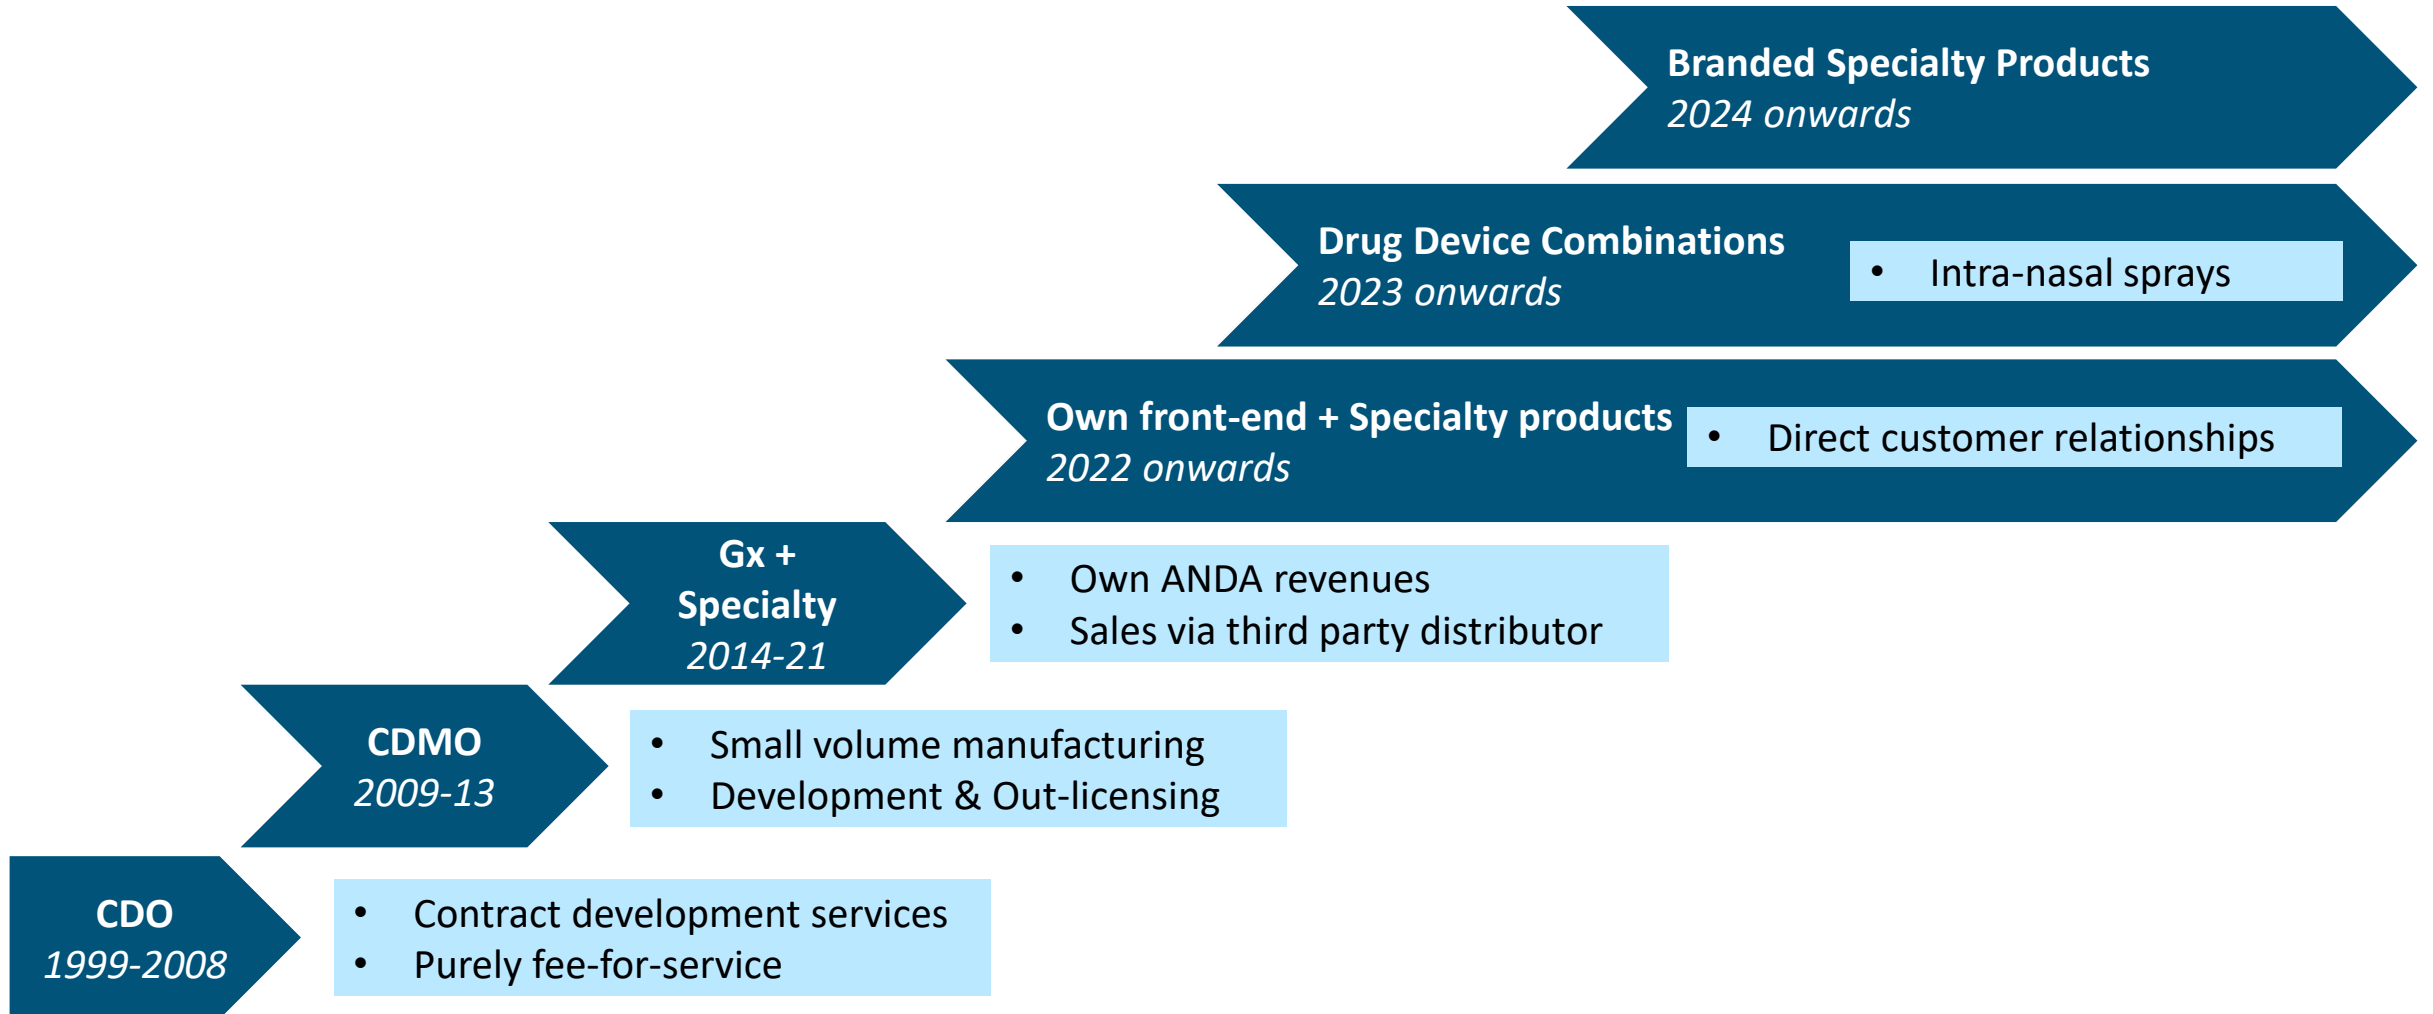 Branded Specialty Products
2024 onwards
Drug Device Combinations
2023 onwards
• Intra-nasal sprays
Own front-end + Specialty products
2022 onwards
• Direct customer relationships
Gx +
Specialty
2014-21
• Own ANDA revenues
• Sales via third party distributor
CDMO
2009-13
• Small volume manufacturing
• Development & Out-licensing
CDO
1999-2008
• Contract development services
• Purely fee-for-service